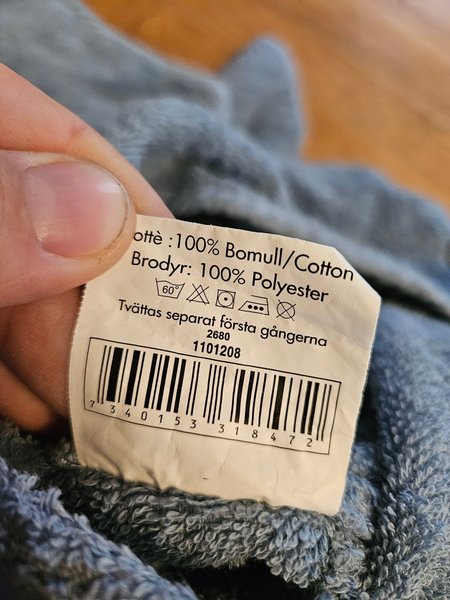 ottè :100% Bomull/Cotton
Brodyr: 100% Polyester
60°
Tvättas separat första gångerna
2680
1101208
7 340153 318472